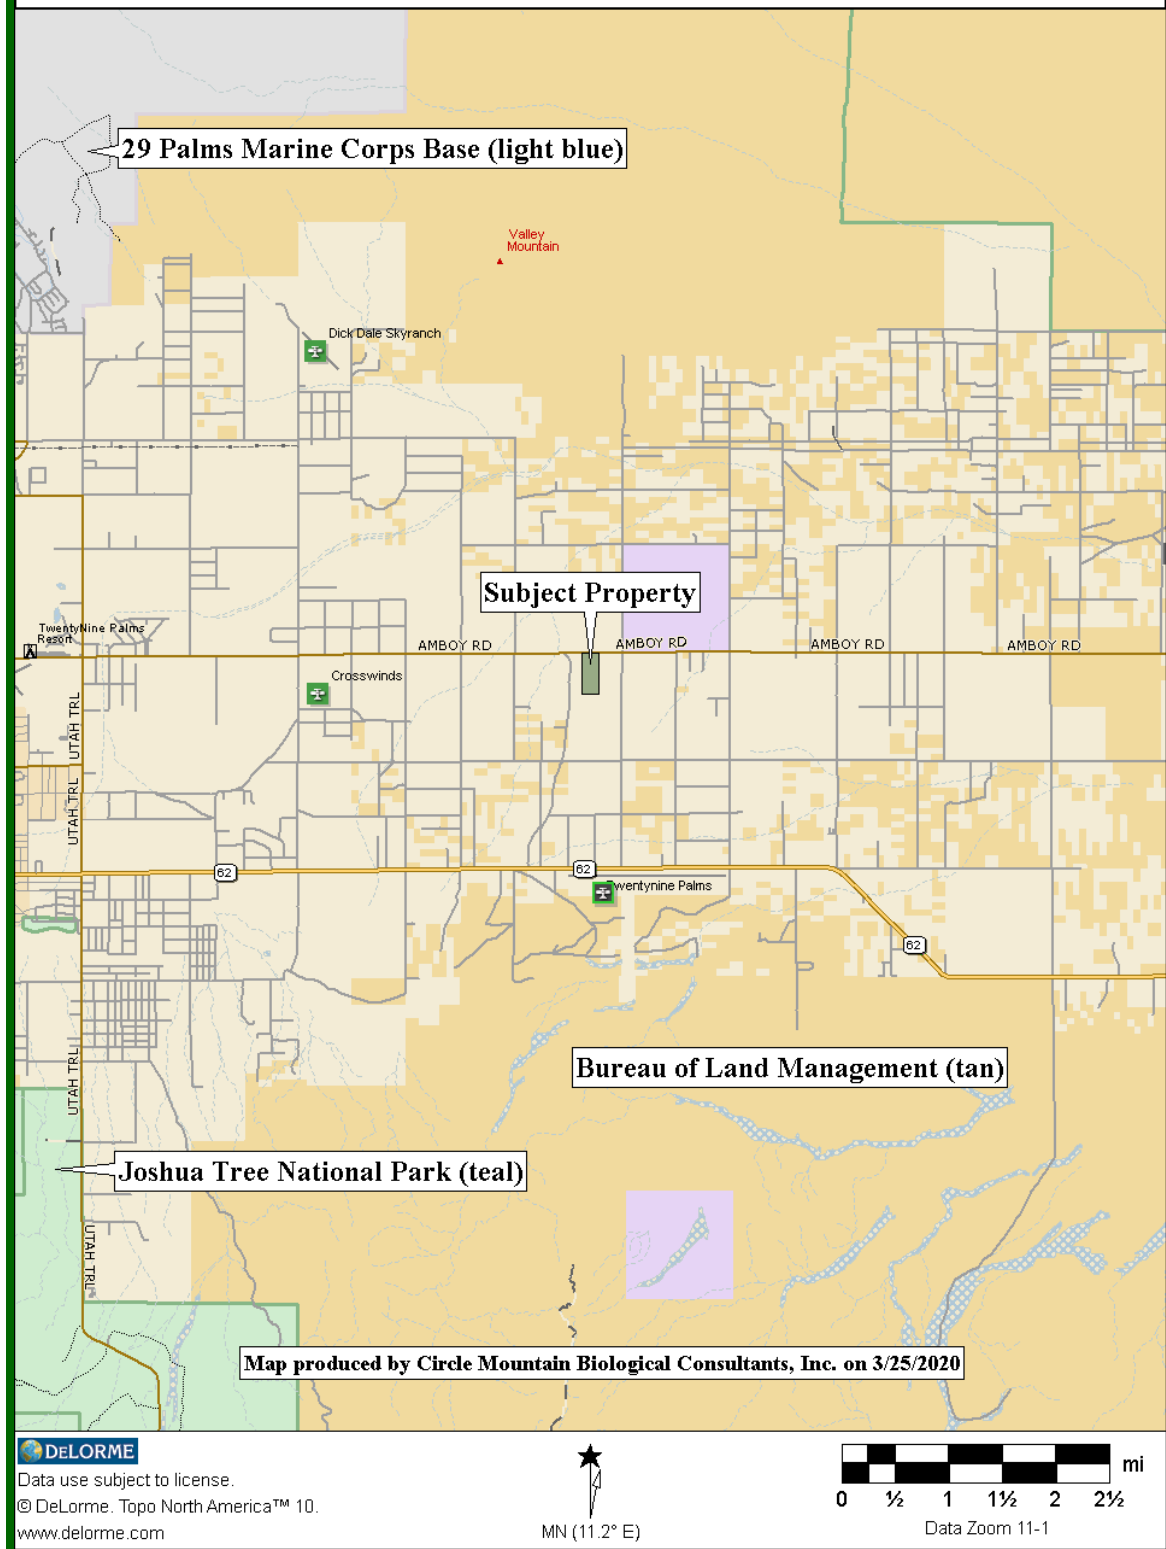 29 Palms Marine Corps Base (light blue)
Valley
Mountain
Dick Dale Skyranch
Subject Property
TwentyNine Palms
Resort
AMBOY RD
AMBOY RD
AMBOY RD
AMBOY RD
Crosswinds
UTAH TRL
UTAH TRL
62
62
Twentynine Palms
62
Bureau of Land Management (tan)
UTAH TRL
Joshua Tree National Park (teal)
UTAH TRL
Map produced by Circle Mountain Biological Consultants, Inc. on 3/25/2020
DELORME
Data use subject to license.
© DeLorme. Topo North America™ 10.
www.delorme.com
MN (11.2° E)
mi
0 ½ 1 1½ 2 2½
Data Zoom 11-1